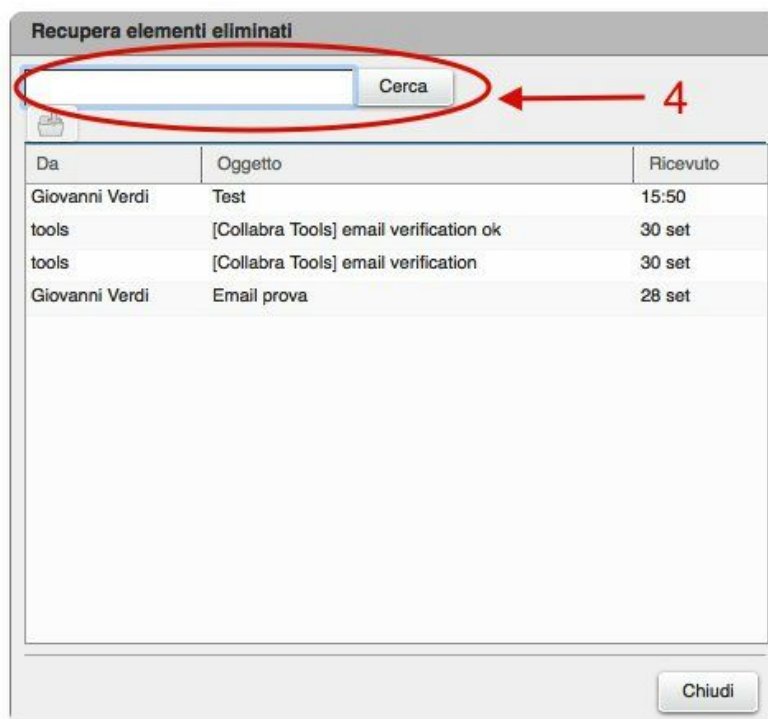 Recupera elementi eliminati
Cerca
4
Da Oggetto Ricevuto
Giovanni Verdi Test 15:50
tools [Collabra Tools] email verification ok 30 set
tools [Collabra Tools] email verification 30 set
Giovanni Verdi Email prova 28 set
Chiudi